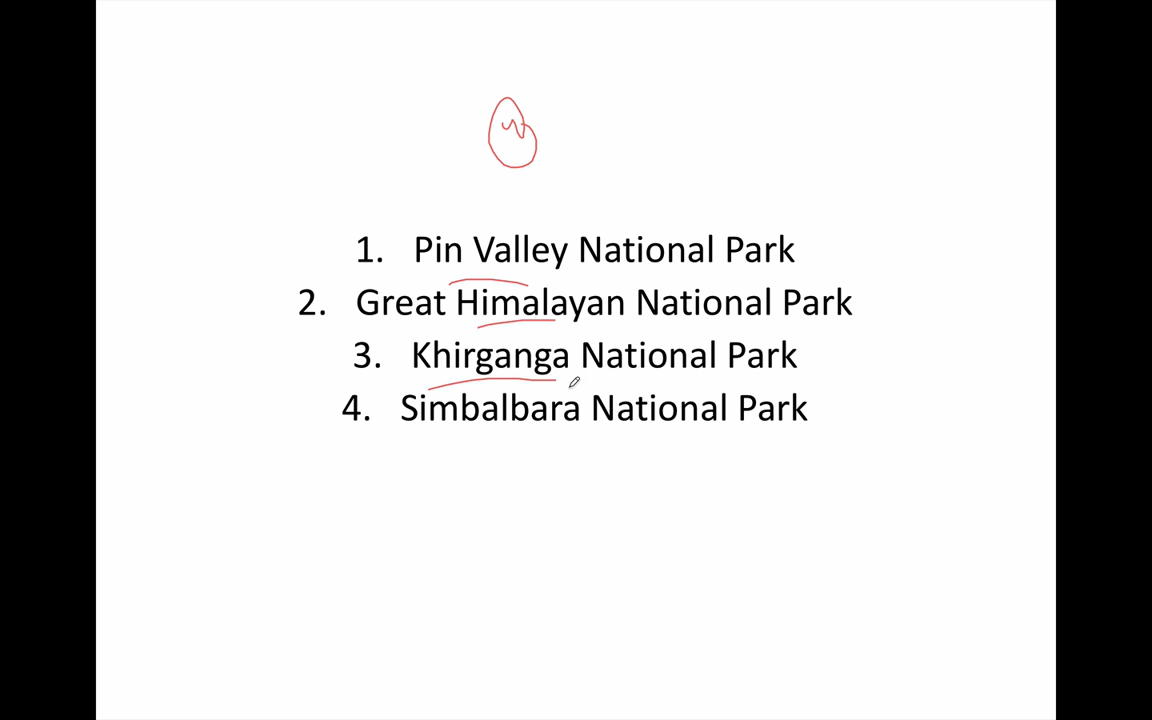 1. Pin Valley National Park
2. Great Himalayan National Park
3. Khirganga National Park
4. Simbalbara National Park